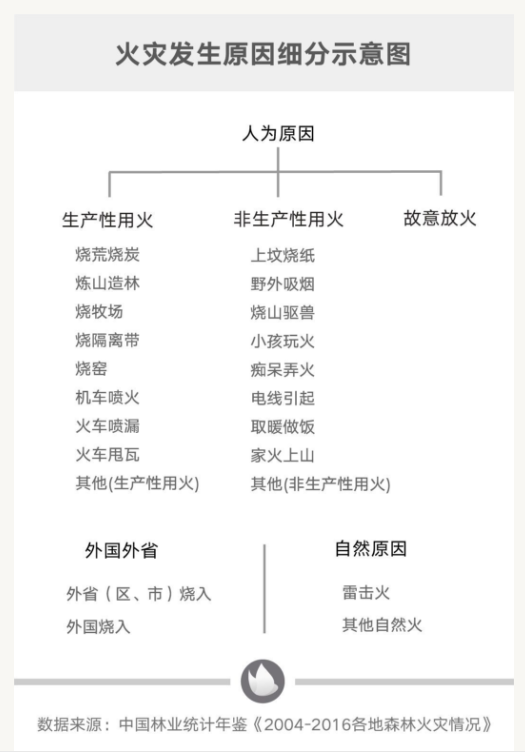 火灾发生原因细分示意图
人为原因
生产性用火
烧荒烧炭
炼山造林
烧牧场
烧隔离带
烧窑
机车喷火
火车喷漏
火车甩瓦
其他(生产性用火)
非生产性用火
上坟烧纸
野外吸烟
烧山驱兽
小孩玩火
痴呆弄火
电线引起
取暖做饭
家火上山
其他(非生产性用火)
故意放火
外国外省
外省（区、市）烧入
外国烧入
自然原因
雷击火
其他自然火
数据来源：中国林业统计年鉴《2004-2016各地森林火灾情况》